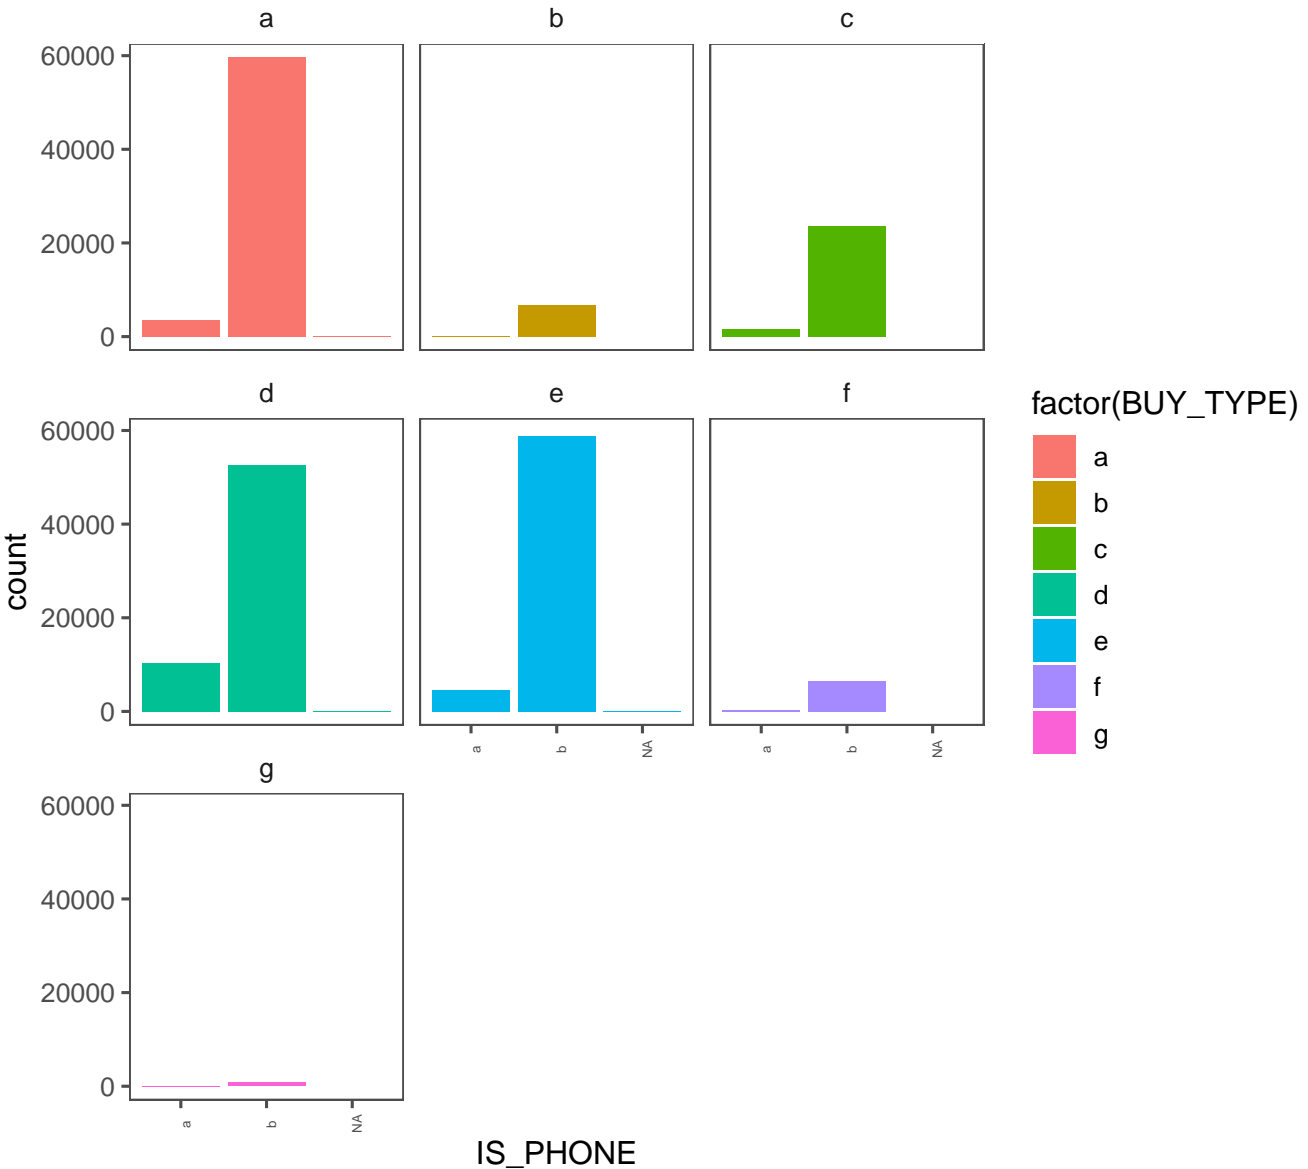 a b c
60000
40000
20000
0
d e f
60000
40000
20000
0
a b NA a b NA
g
60000
40000
20000
0
a b NA
count
IS_PHONE
factor(BUY_TYPE)
a
b
c
d
e
f
g